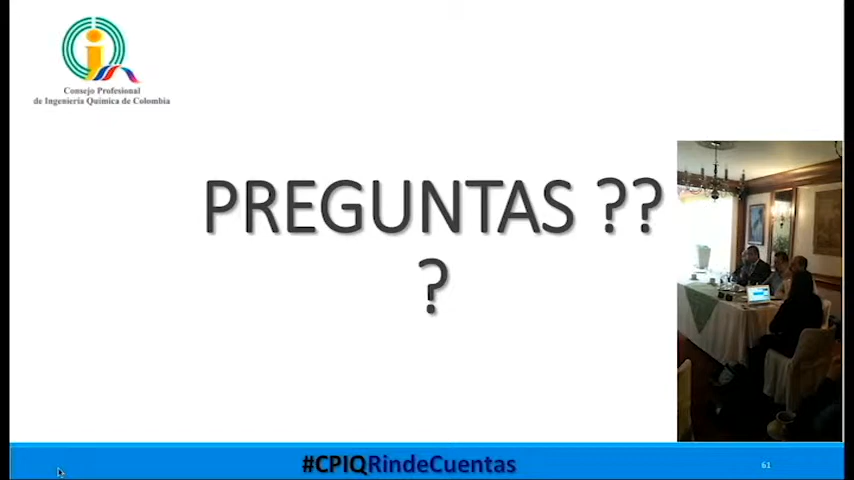 Consejo Profesional
de Ingeniería Química de Colombia
PREGUNTAS ??
?
#CPIQRindeCuentas
61